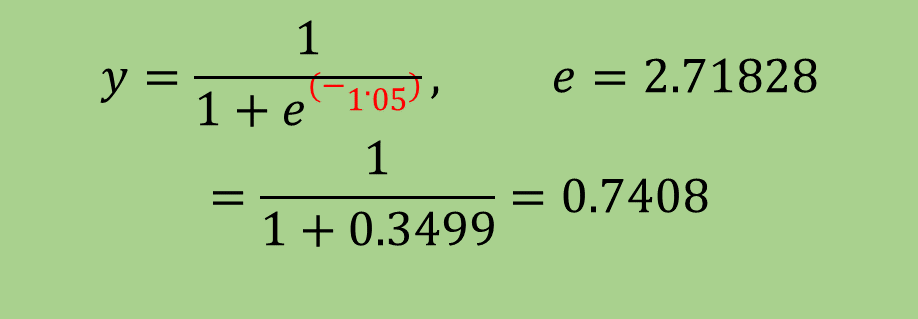 y = 1 / (1 + e^(−1·05)), e = 2.71828
= 1 / (1 + 0.3499) = 0.7408